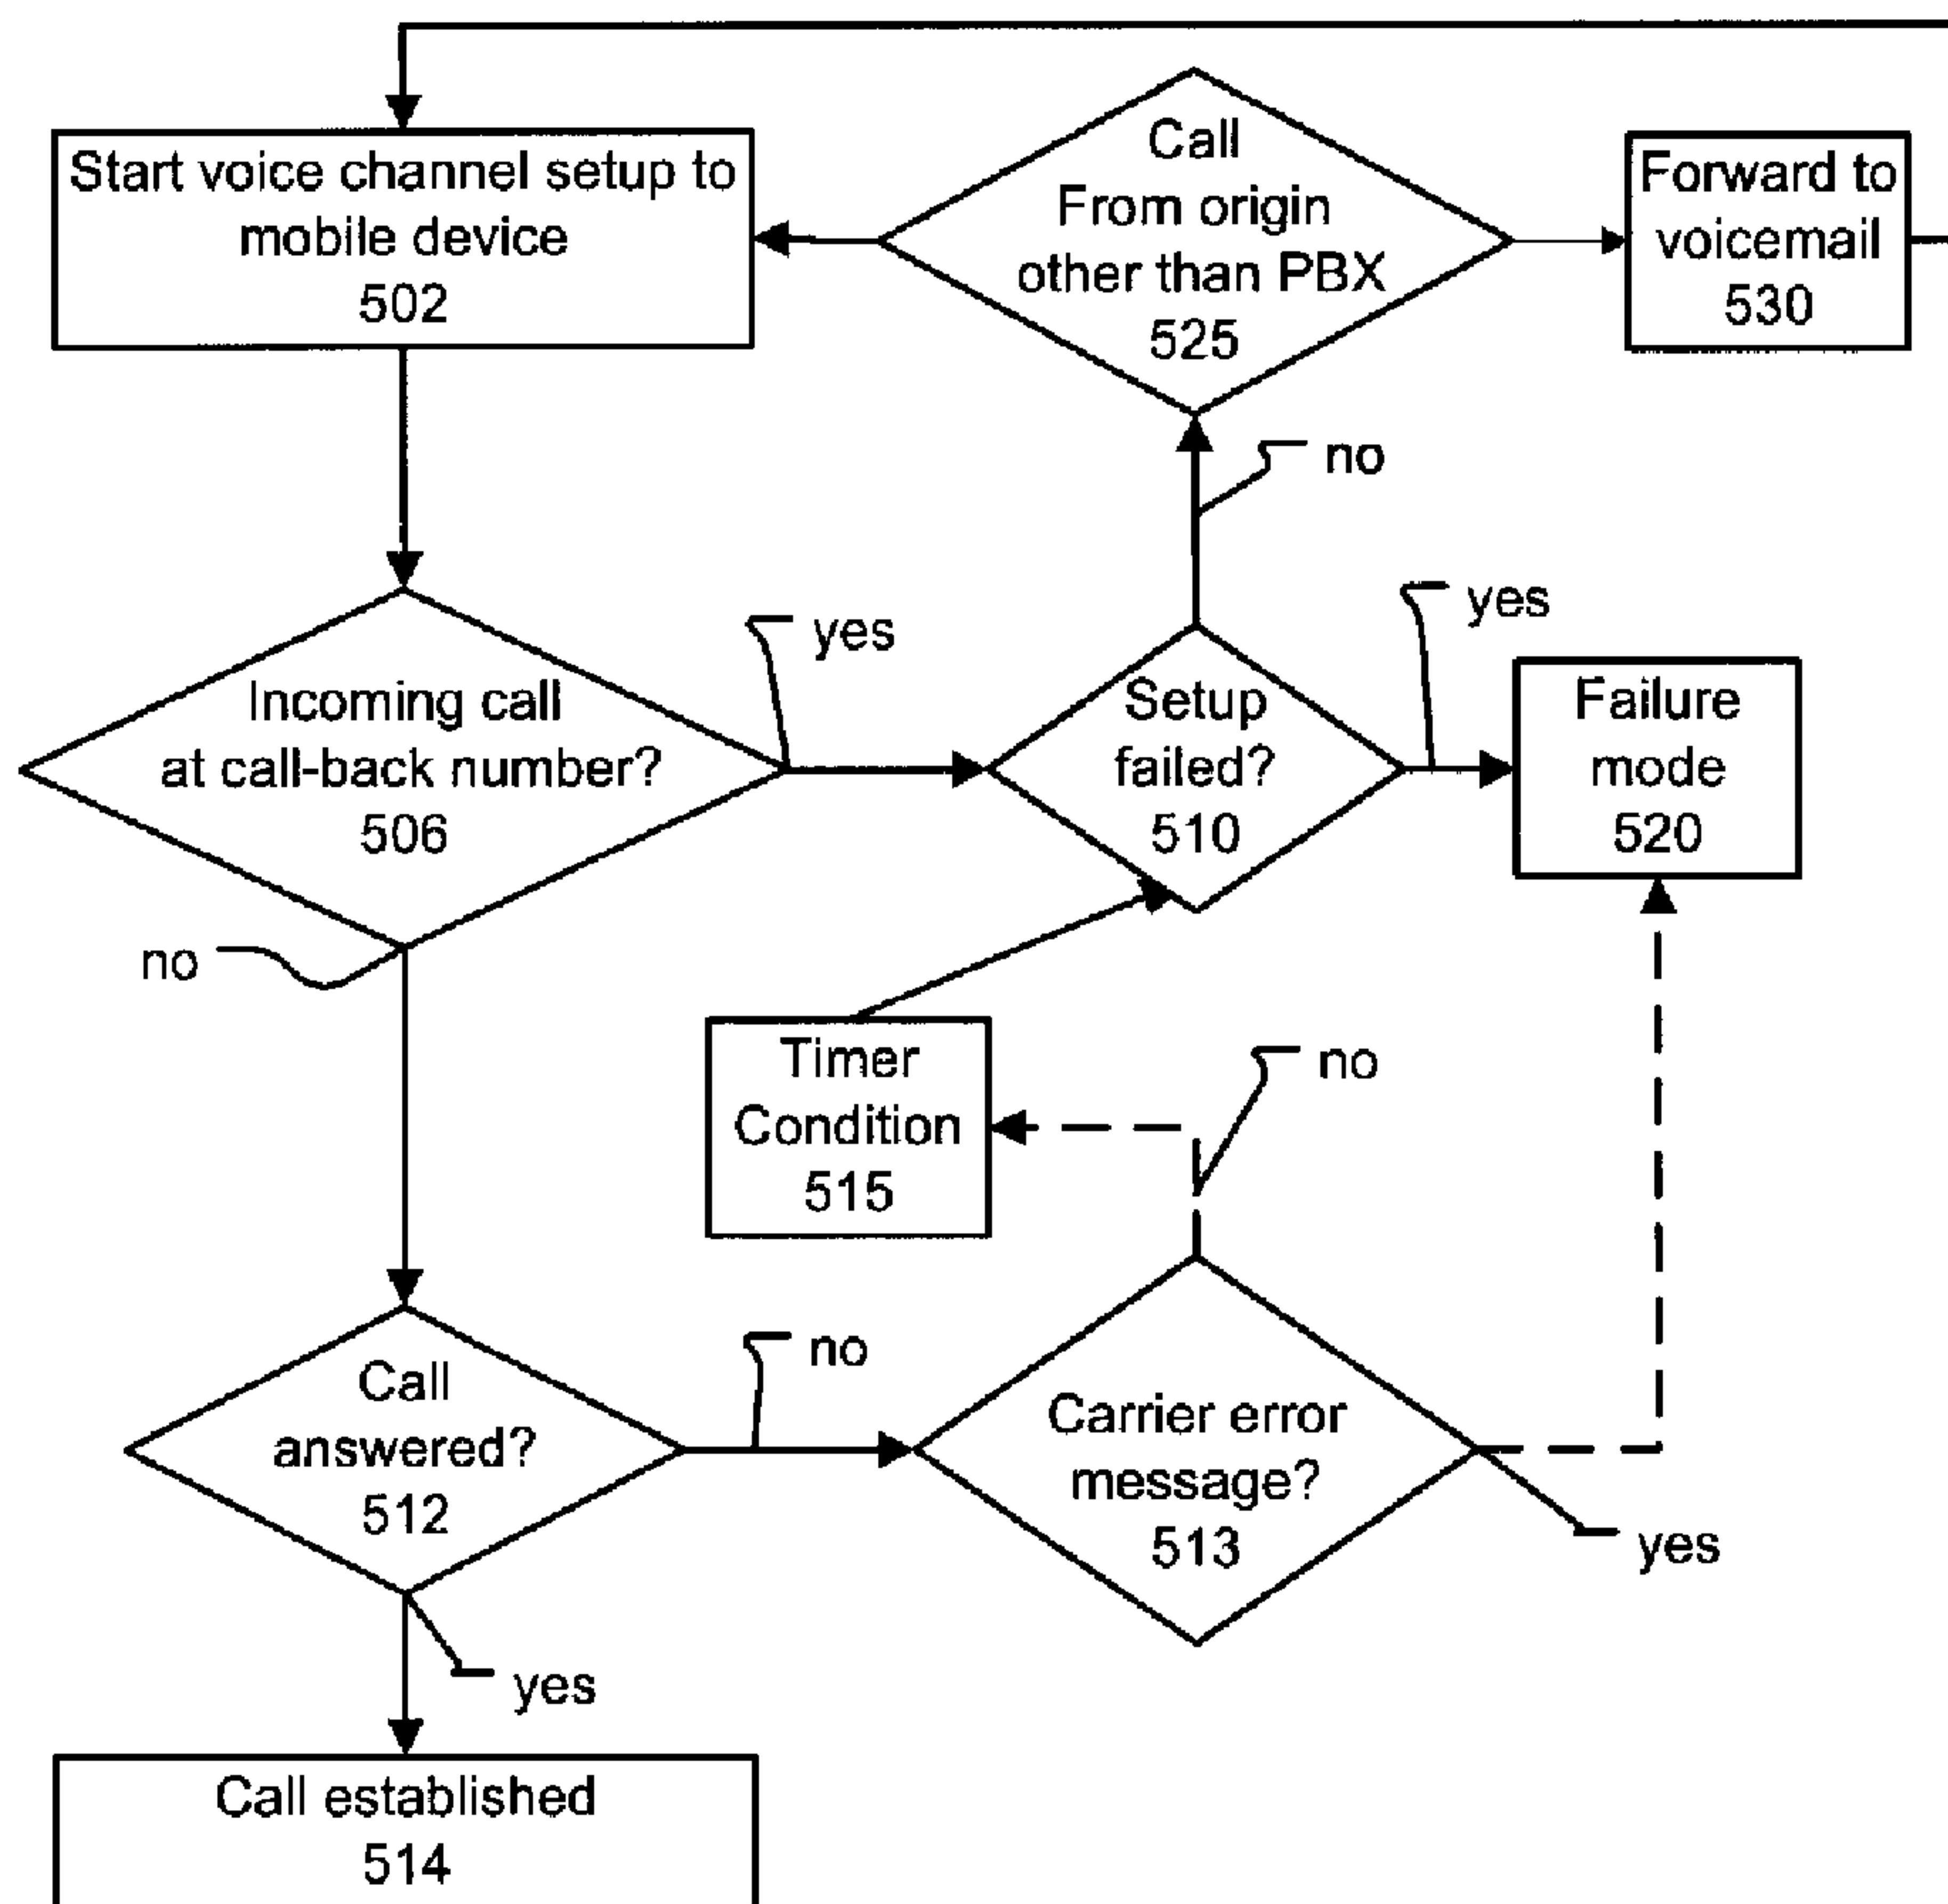 Start voice channel setup to
mobile device
502
Call
From origin
other than PBX
525
Forward to
voicemail
530
no
yes
yes
Incoming call
at call-back number?
506
Setup
failed?
510
Failure
mode
520
no
Timer
Condition
515
no
no
Call
answered?
512
Carrier error
message?
513
yes
yes
Call established
514